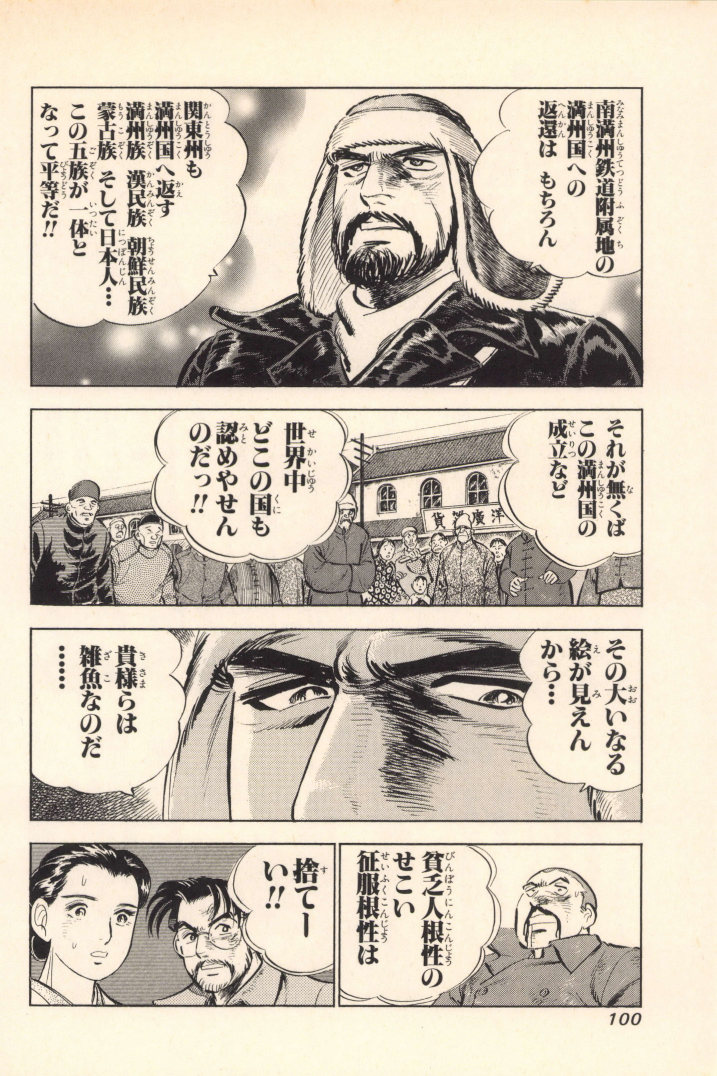 南満州鉄道附属地の
満州国への
返還は もちろん
関東州も
満州国へ返す
満州族 漢民族 朝鮮民族
蒙古族 そして日本人…
この五族が一体と
なって平等だ!!
それが無くば
この満州国の
成立など
世界中
どこの国も
認めやせん
のだっ!!
洋廣雑貨
その大いなる
絵が見えん
から…
貴様らは
雑魚なのだ
……
貧乏人根性の
せこい
征服根性は
捨てー
い!!
100